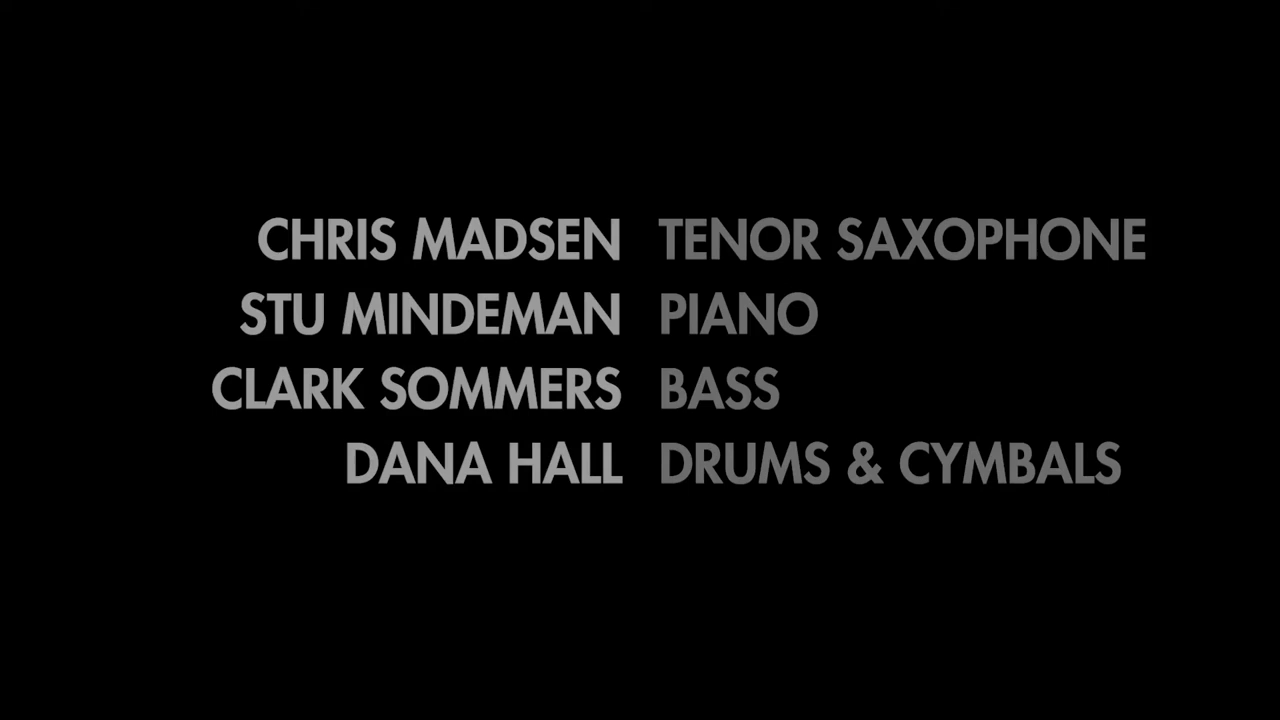 CHRIS MADSEN TENOR SAXOPHONE
STU MINDEMAN PIANO
CLARK SOMMERS BASS
DANA HALL DRUMS & CYMBALS